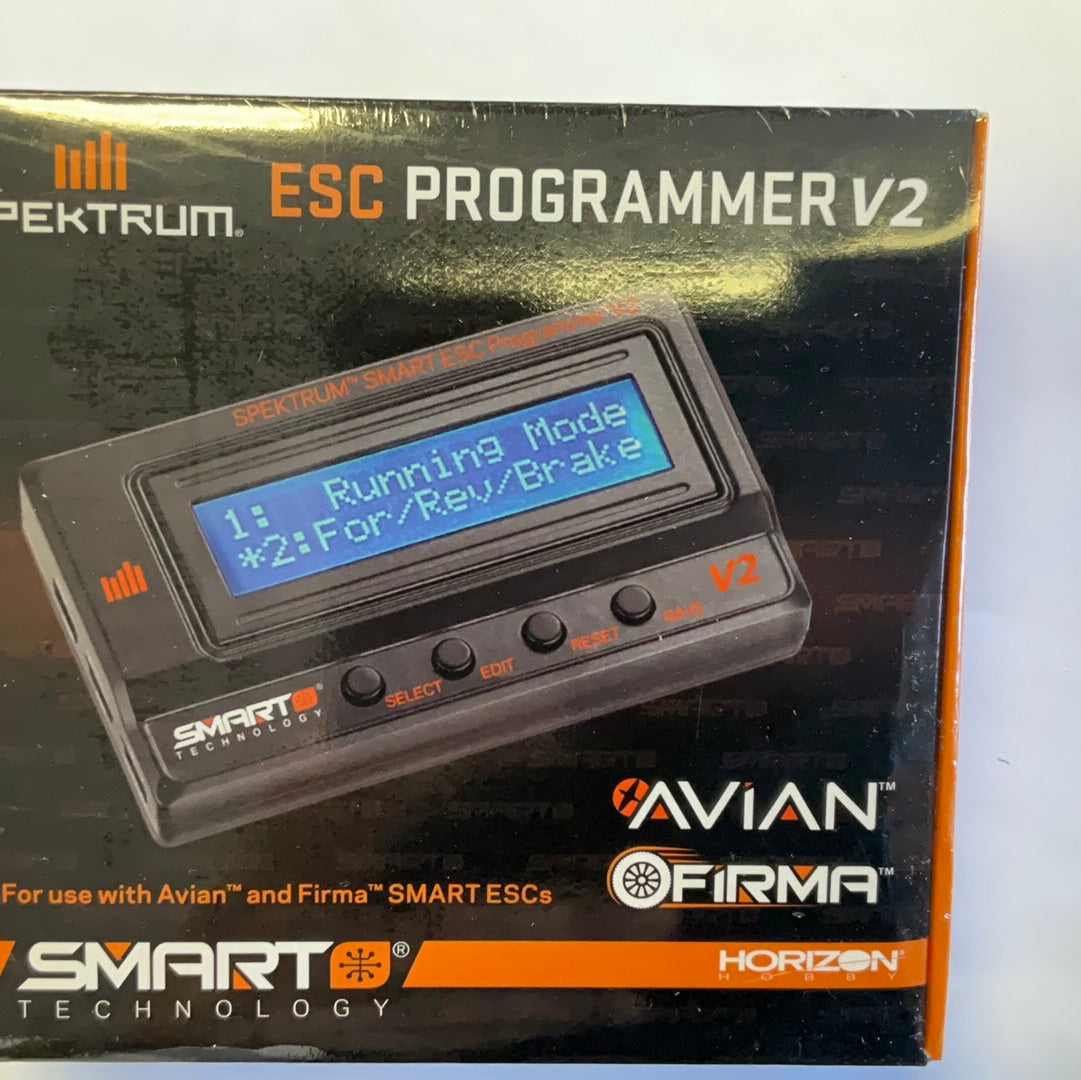 PEKTRUM®
ESC PROGRAMMER V2
SPEKTRUM™ SMART ESC Programmer V2
1: Running Mode
*2:For/Rev/Brake
V2
SELECT EDIT RESET SAVE
SMART®
TECHNOLOGY
AVIAN™
FIRMA™
For use with Avian™ and Firma™ SMART ESCs
SMART®
TECHNOLOGY
HORIZON®
HOBBY